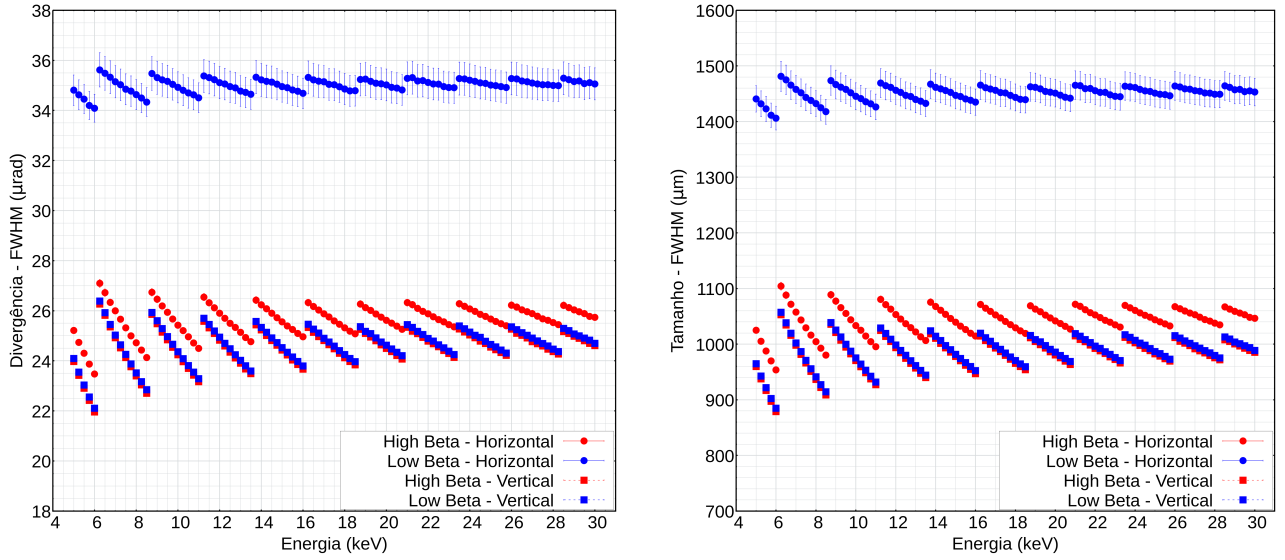 38
36
34
32
30
28
26
24
22
20
18
Divergência - FWHM (µrad)
High Beta - Horizontal
Low Beta - Horizontal
High Beta - Vertical
Low Beta - Vertical
4 6 8 10 12 14 16 18 20 22 24 26 28 30
Energia (keV)
1600
1500
1400
1300
1200
1100
1000
900
800
700
Tamanho - FWHM (µm)
High Beta - Horizontal
Low Beta - Horizontal
High Beta - Vertical
Low Beta - Vertical
4 6 8 10 12 14 16 18 20 22 24 26 28 30
Energia (keV)